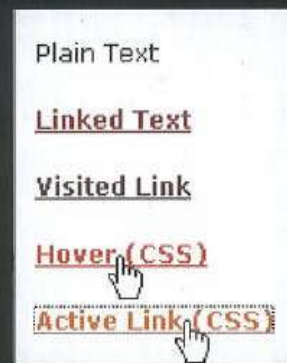 Plain Text
Linked Text
Visited Link
Hover (CSS)
Active Link (CSS)